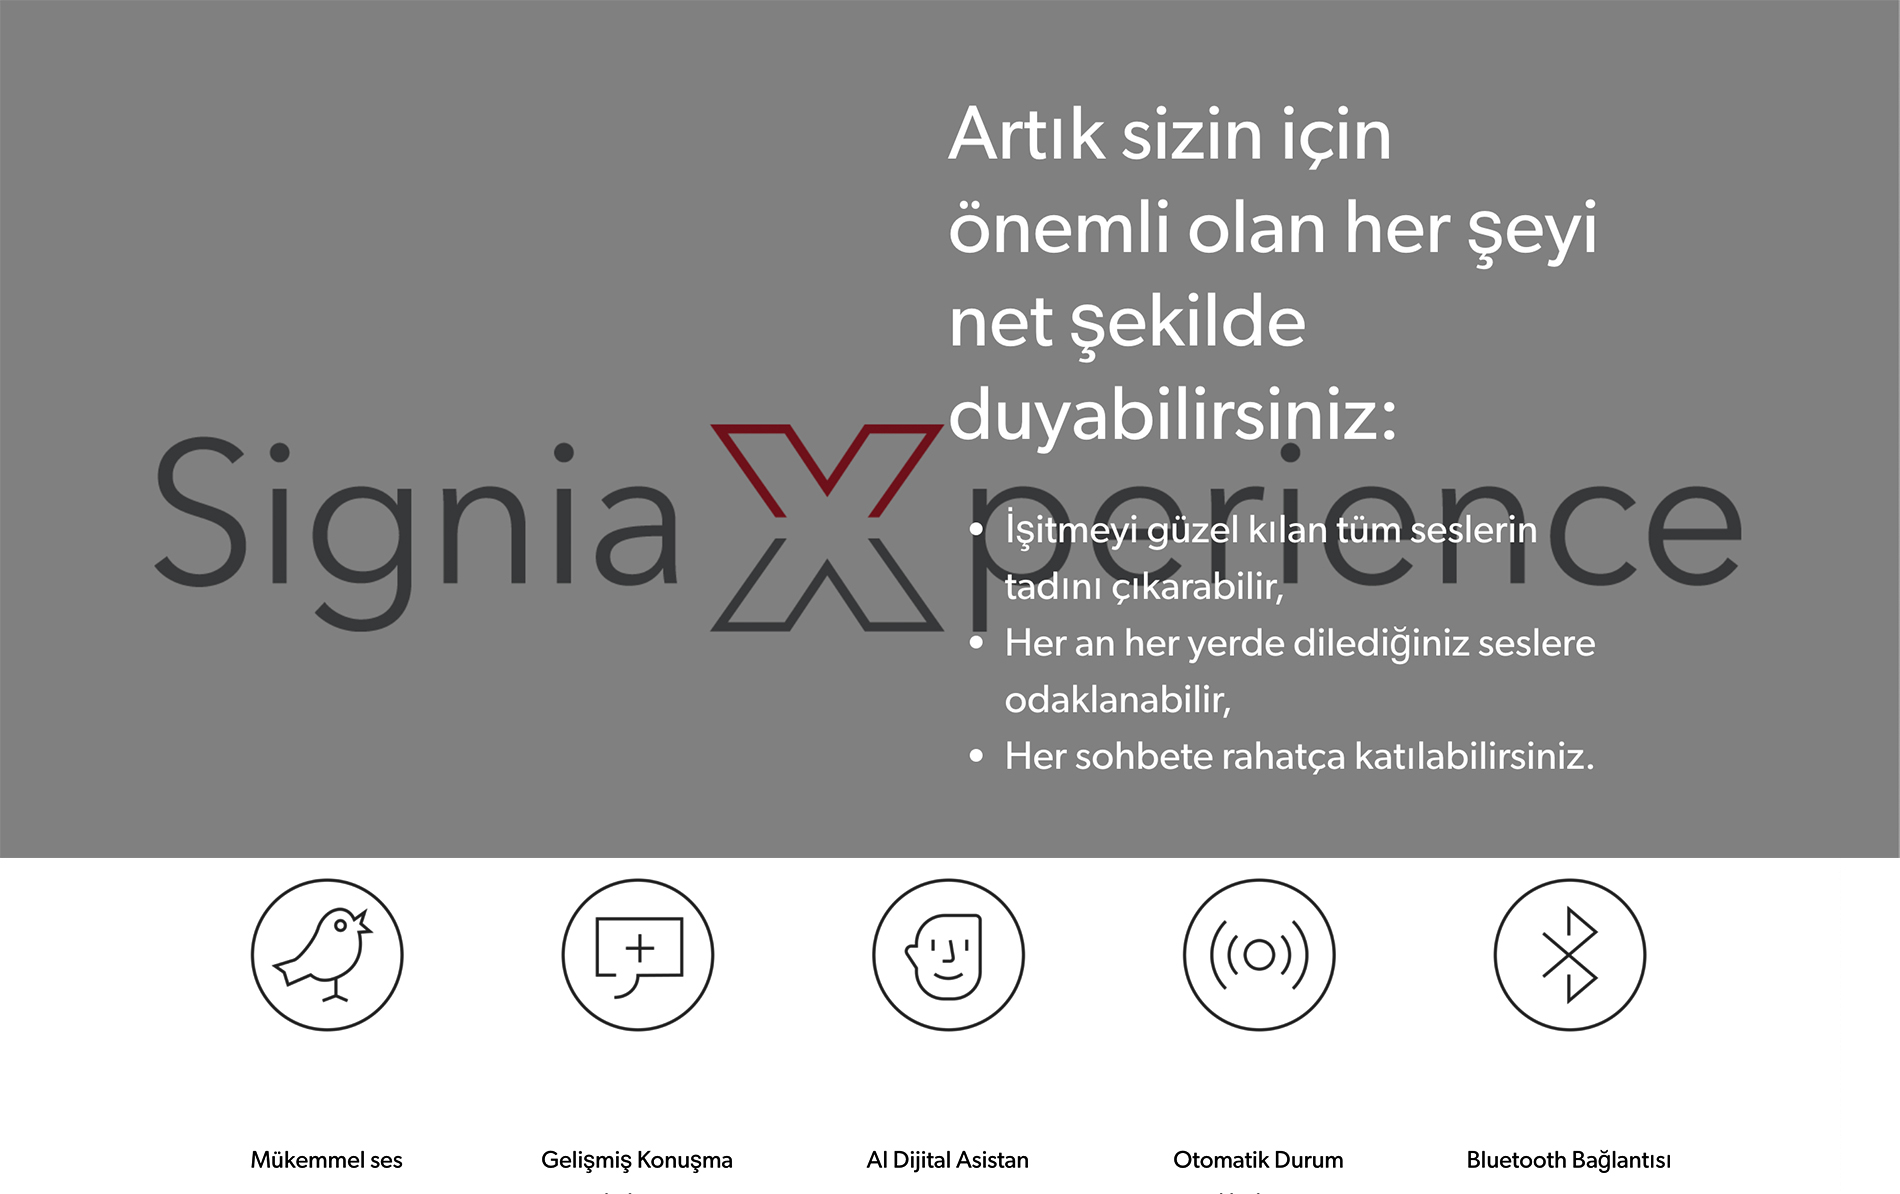 Artık sizin için
önemli olan her şeyi
net şekilde
duyabilirsiniz:
Signia Xperience
• İşitmeyi güzel kılan tüm seslerin
tadını çıkarabilir,
• Her an her yerde dilediğiniz seslere
odaklanabilir,
• Her sohbete rahatça katılabilirsiniz.
Mükemmel ses
Gelişmiş Konuşma
AI Dijital Asistan
Otomatik Durum
Bluetooth Bağlantısı